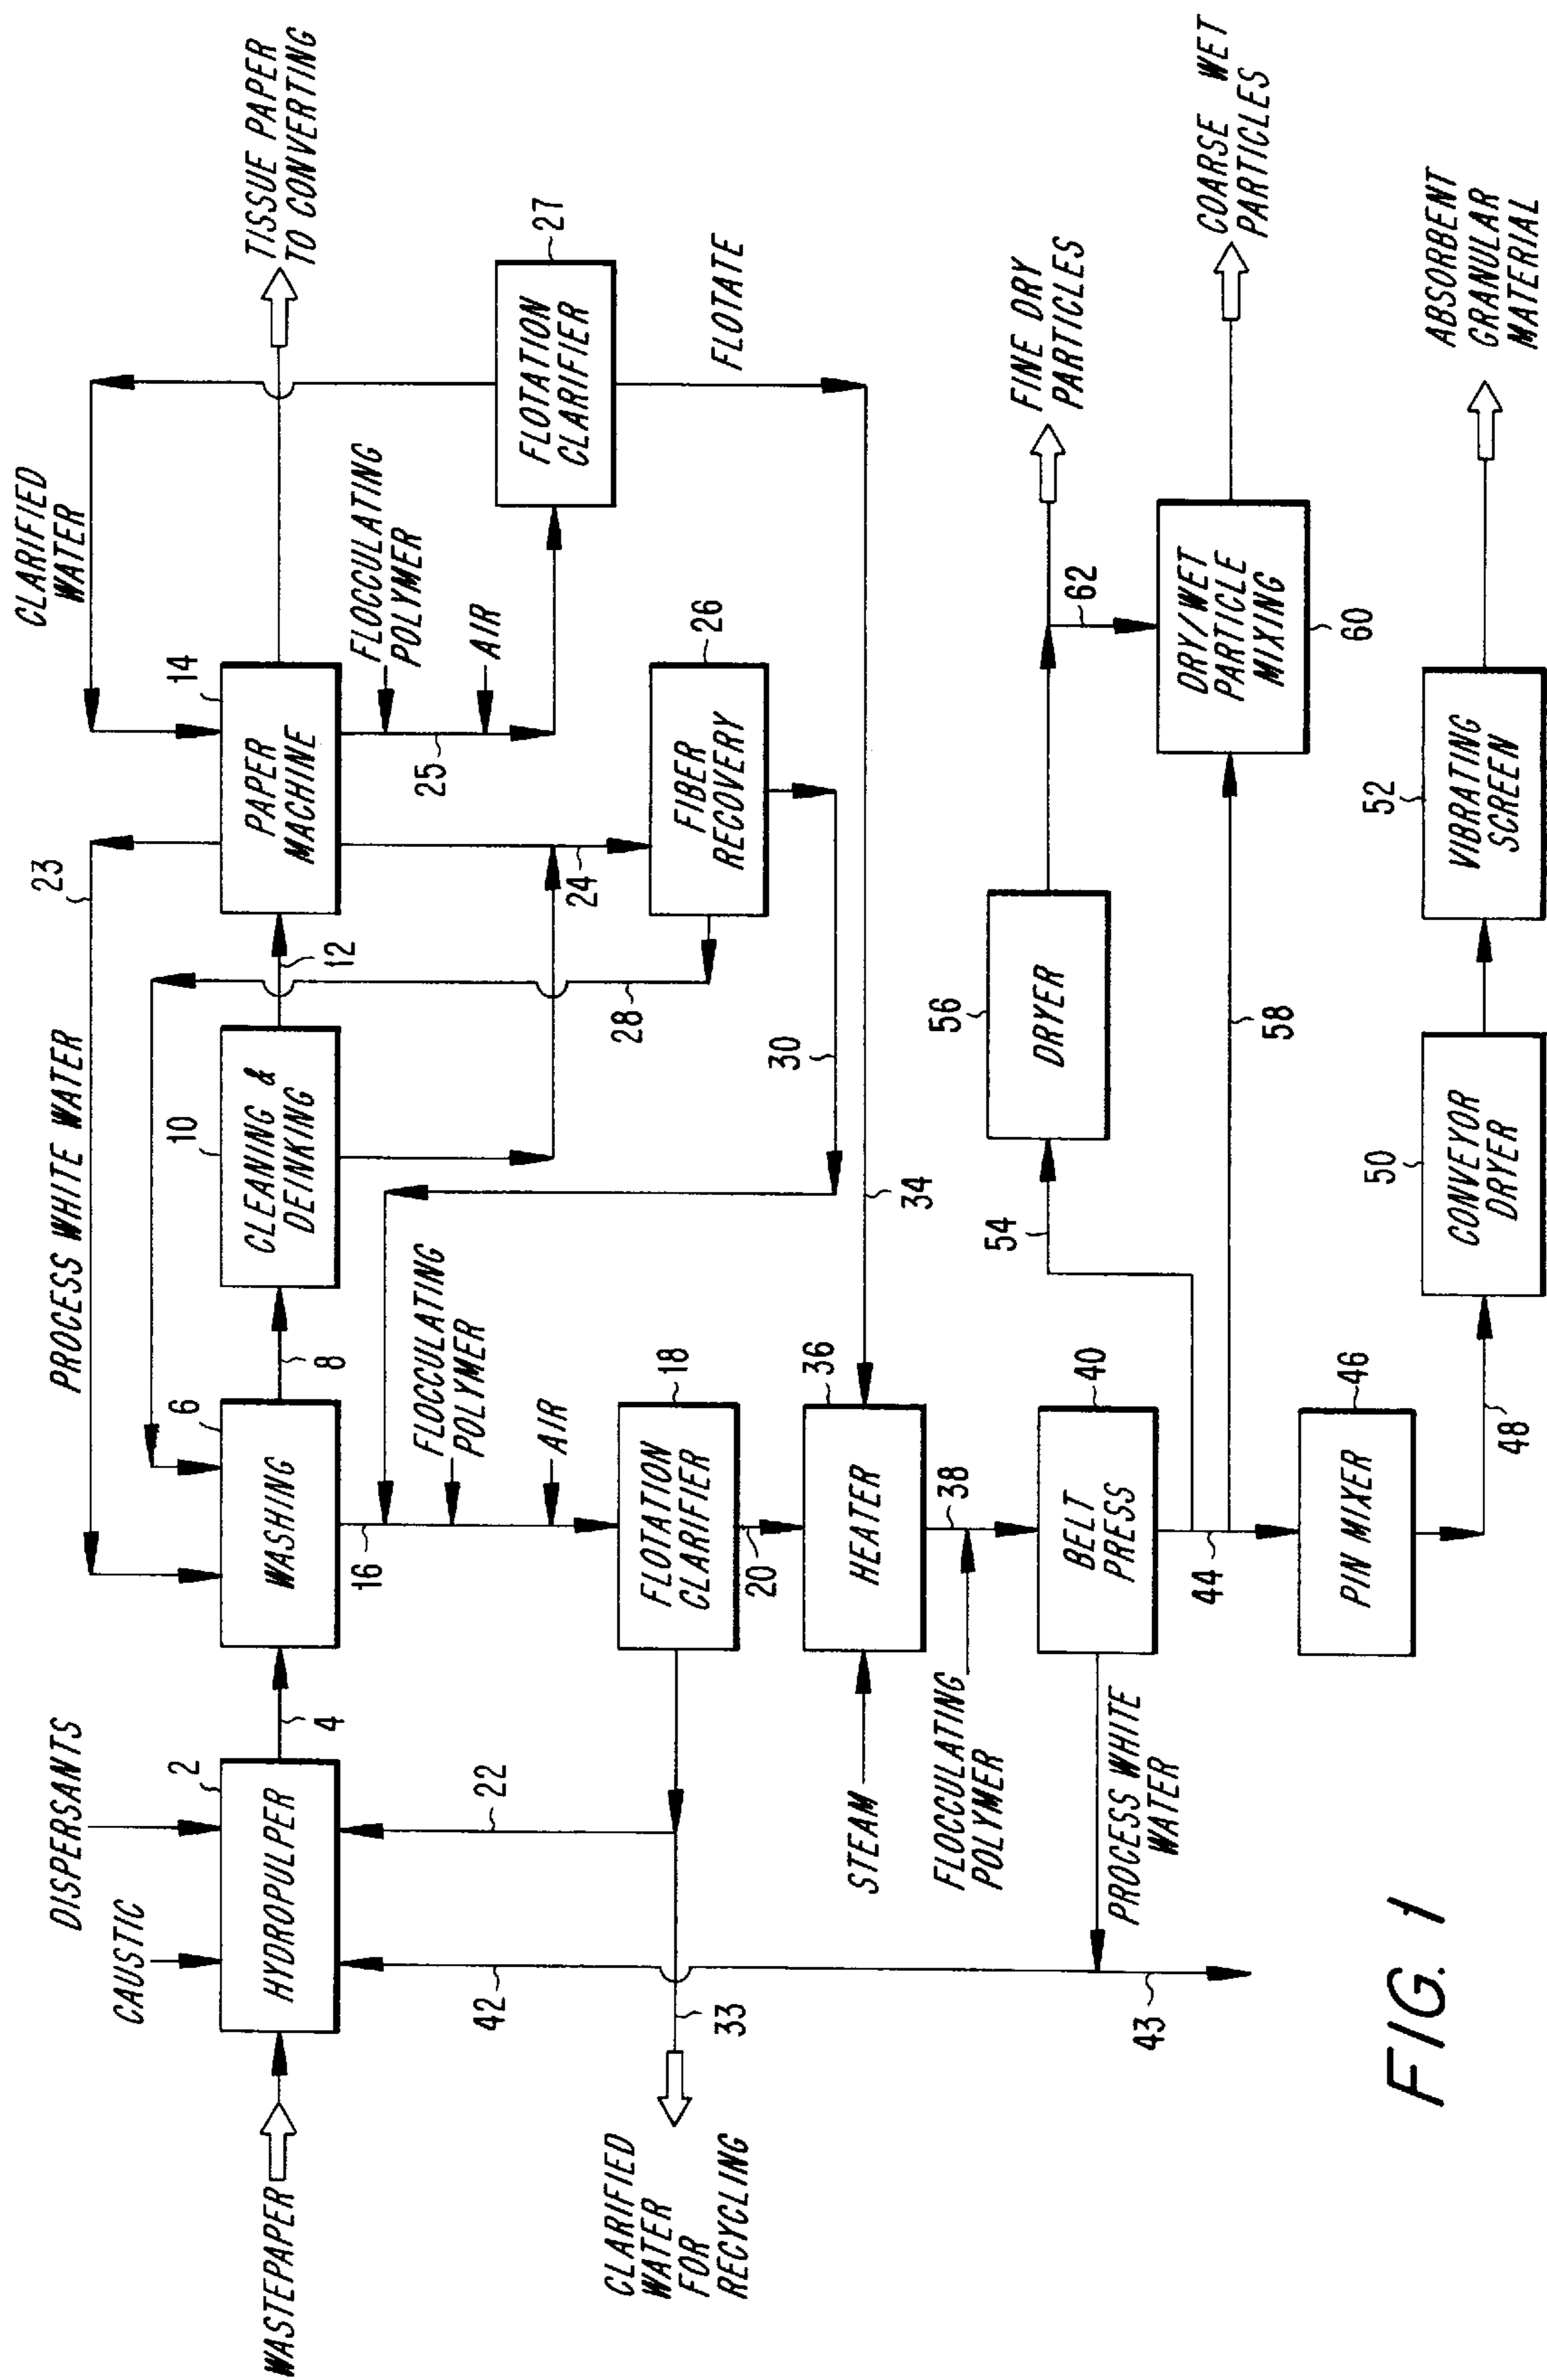 WASTEPAPER
CAUSTIC
DISPERSANTS
2
HYDROPULPER
4
PROCESS WHITE WATER
23
6
WASHING
8
10
CLEANING &
DEINKING
12
CLARIFIED
WATER
14
PAPER
MACHINE
TISSUE PAPER
TO CONVERTING
42
22
16
FLOCCULATING
POLYMER
AIR
28
24
25
FLOCCULATING
POLYMER
AIR
26
FIBER
RECOVERY
27
FLOTATION
CLARIFIER
CLARIFIED
WATER
FOR
RECYCLING
33
18
FLOTATION
CLARIFIER
20
30
FLOTATE
34
STEAM
36
HEATER
38
FLOCCULATING
POLYMER
PROCESS WHITE
WATER
43
40
BELT
PRESS
44
54
56
DRYER
FINE DRY
PARTICLES
62
58
DRY/WET
PARTICLE
MIXING
60
COARSE WET
PARTICLES
46
PIN MIXER
48
50
CONVEYOR
DRYER
52
VIBRATING
SCREEN
ABSORBENT
GRANULAR
MATERIAL
FIG. 1